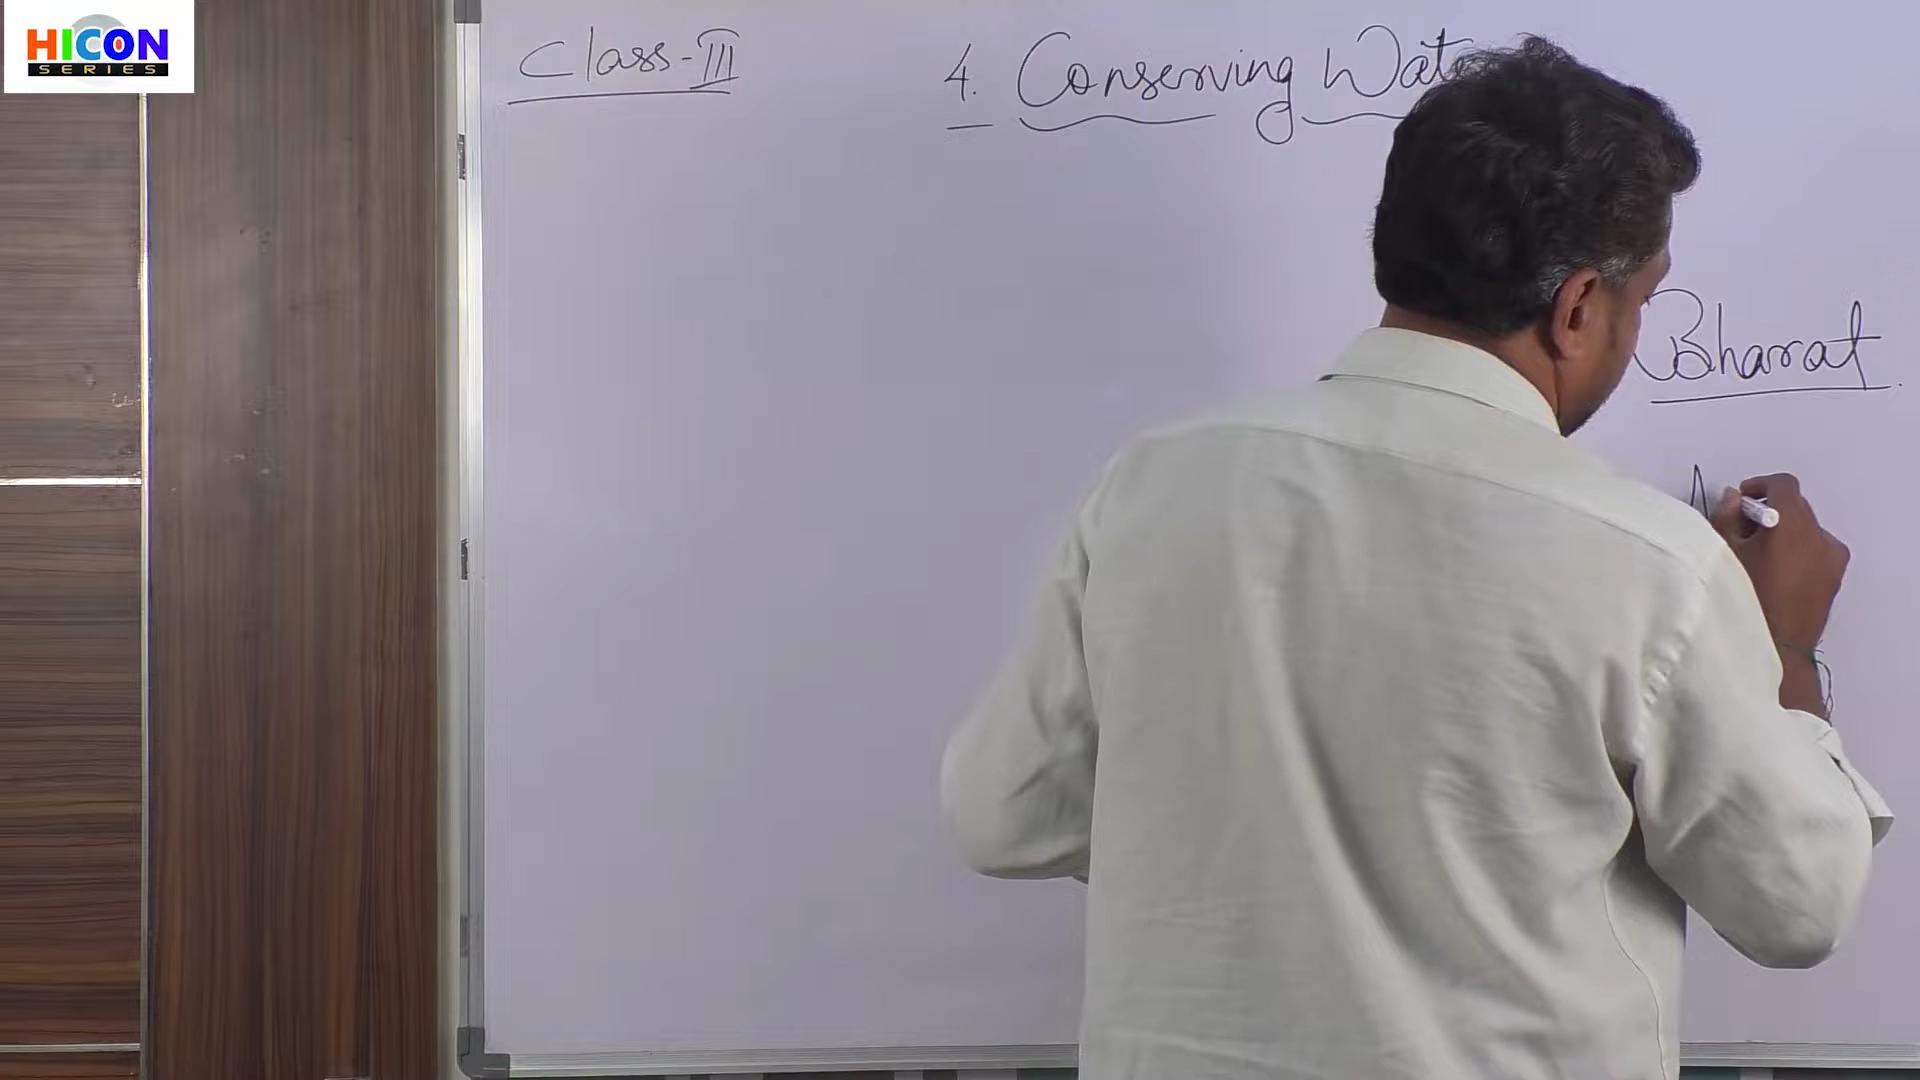 HICON
SERIES
Class-III
4. Conserving Wat
Bharat